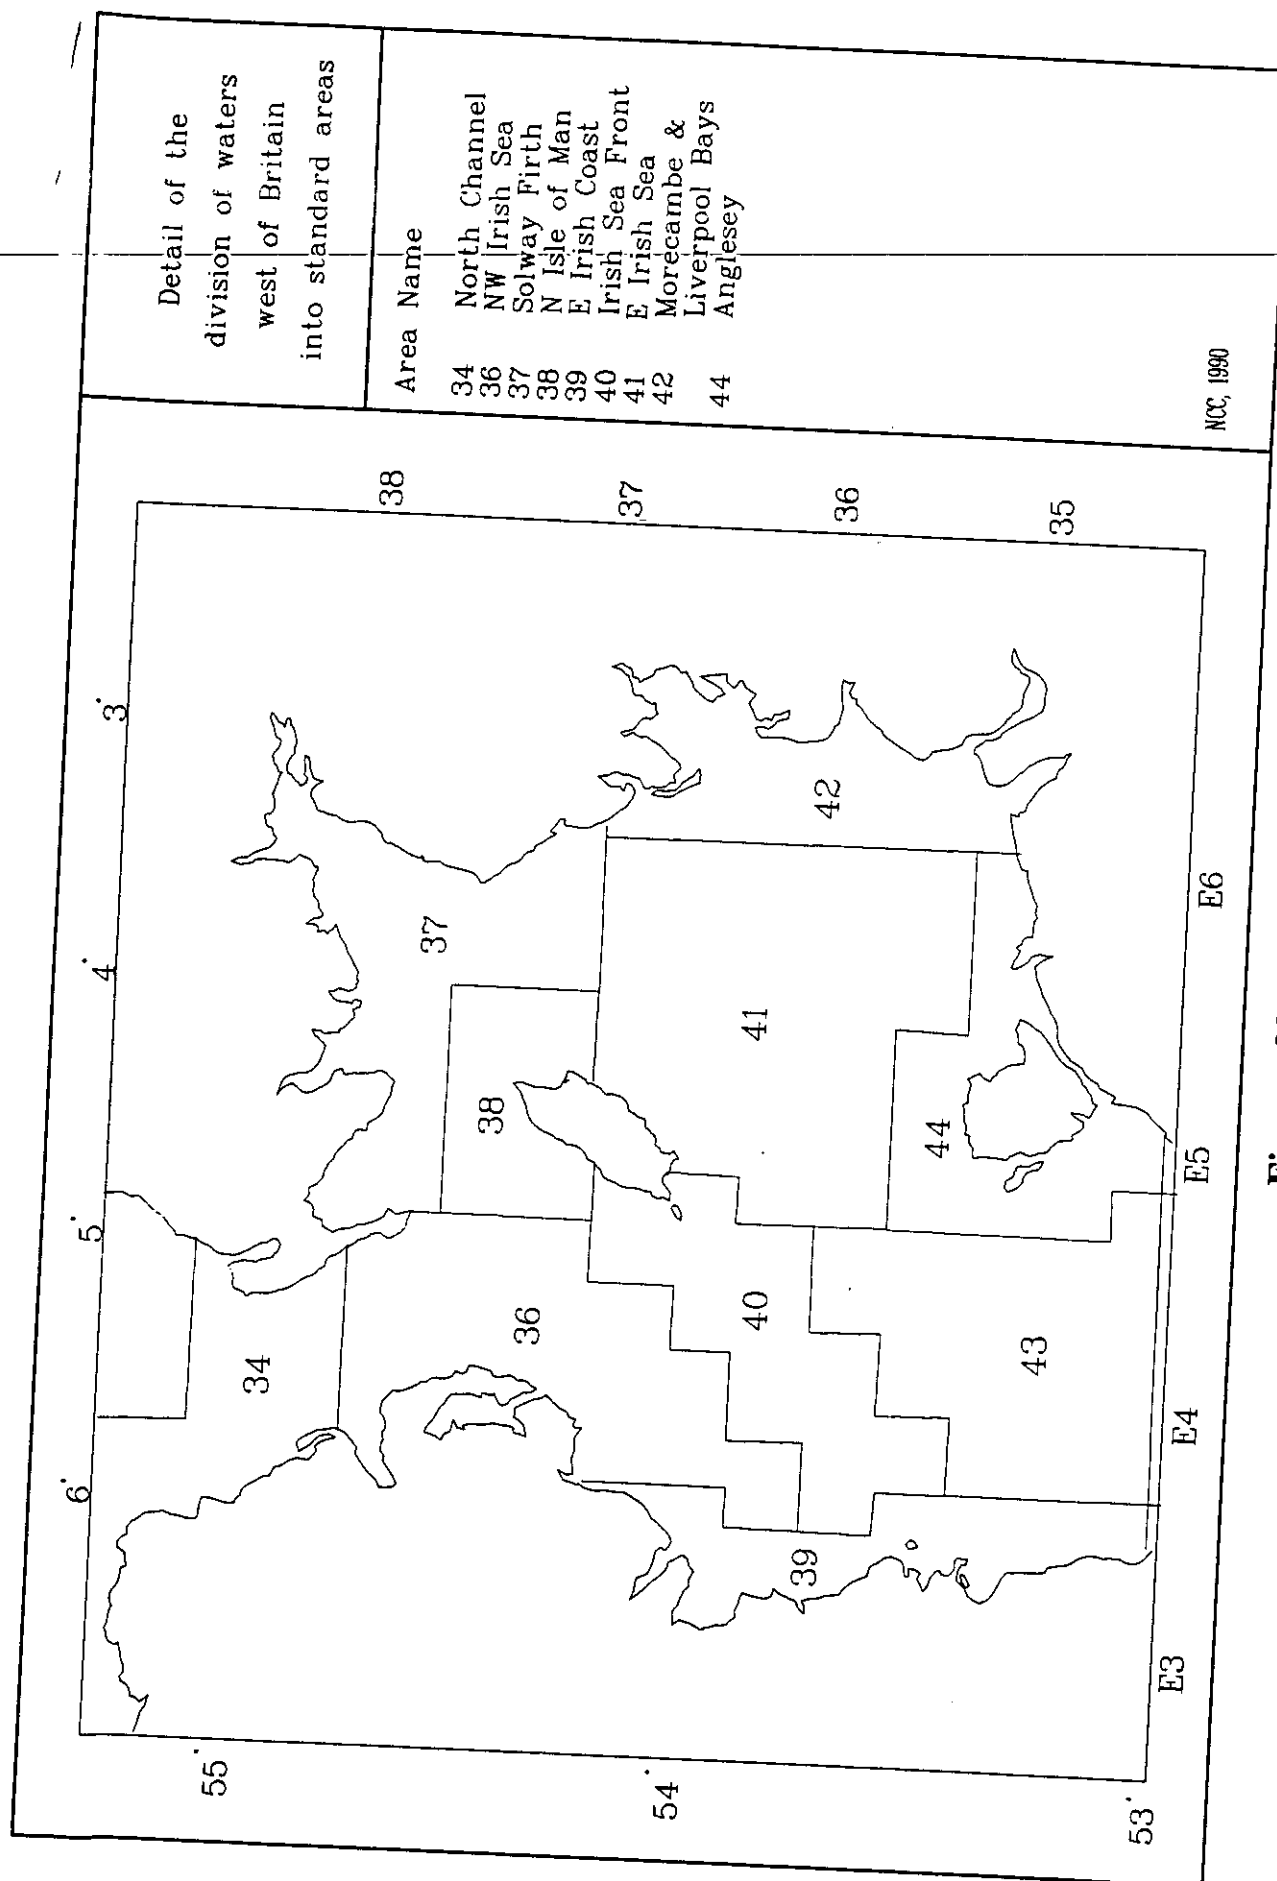 Detail of the
division of waters
west of Britain
into standard areas
Area Name
34 North Channel
36 NW Irish Sea
37 Solway Firth
38 N Isle of Man
39 E Irish Coast
40 Irish Sea Front
41 E Irish Sea
42 Morecambe &
Liverpool Bays
44 Anglesey
NCC, 1990
6°
5°
4°
3°
55°
54°
53°
38
37
36
35
E3
E4
E5
E6
34
36
37
38
39
40
41
42
43
44